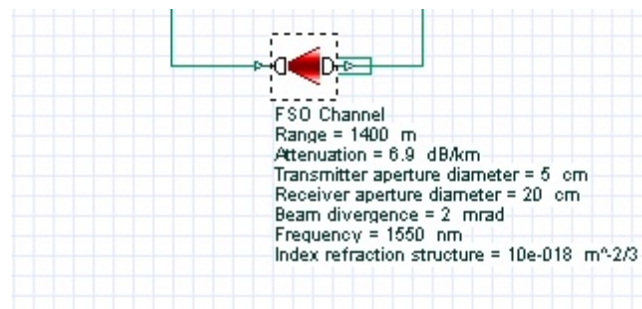 FSO Channel
Range = 1400 m
Attenuation = 6.9 dB/km
Transmitter aperture diameter = 5 cm
Receiver aperture diameter = 20 cm
Beam divergence = 2 mrad
Frequency = 1550 nm
Index refraction structure = 10e-018 m^-2/3